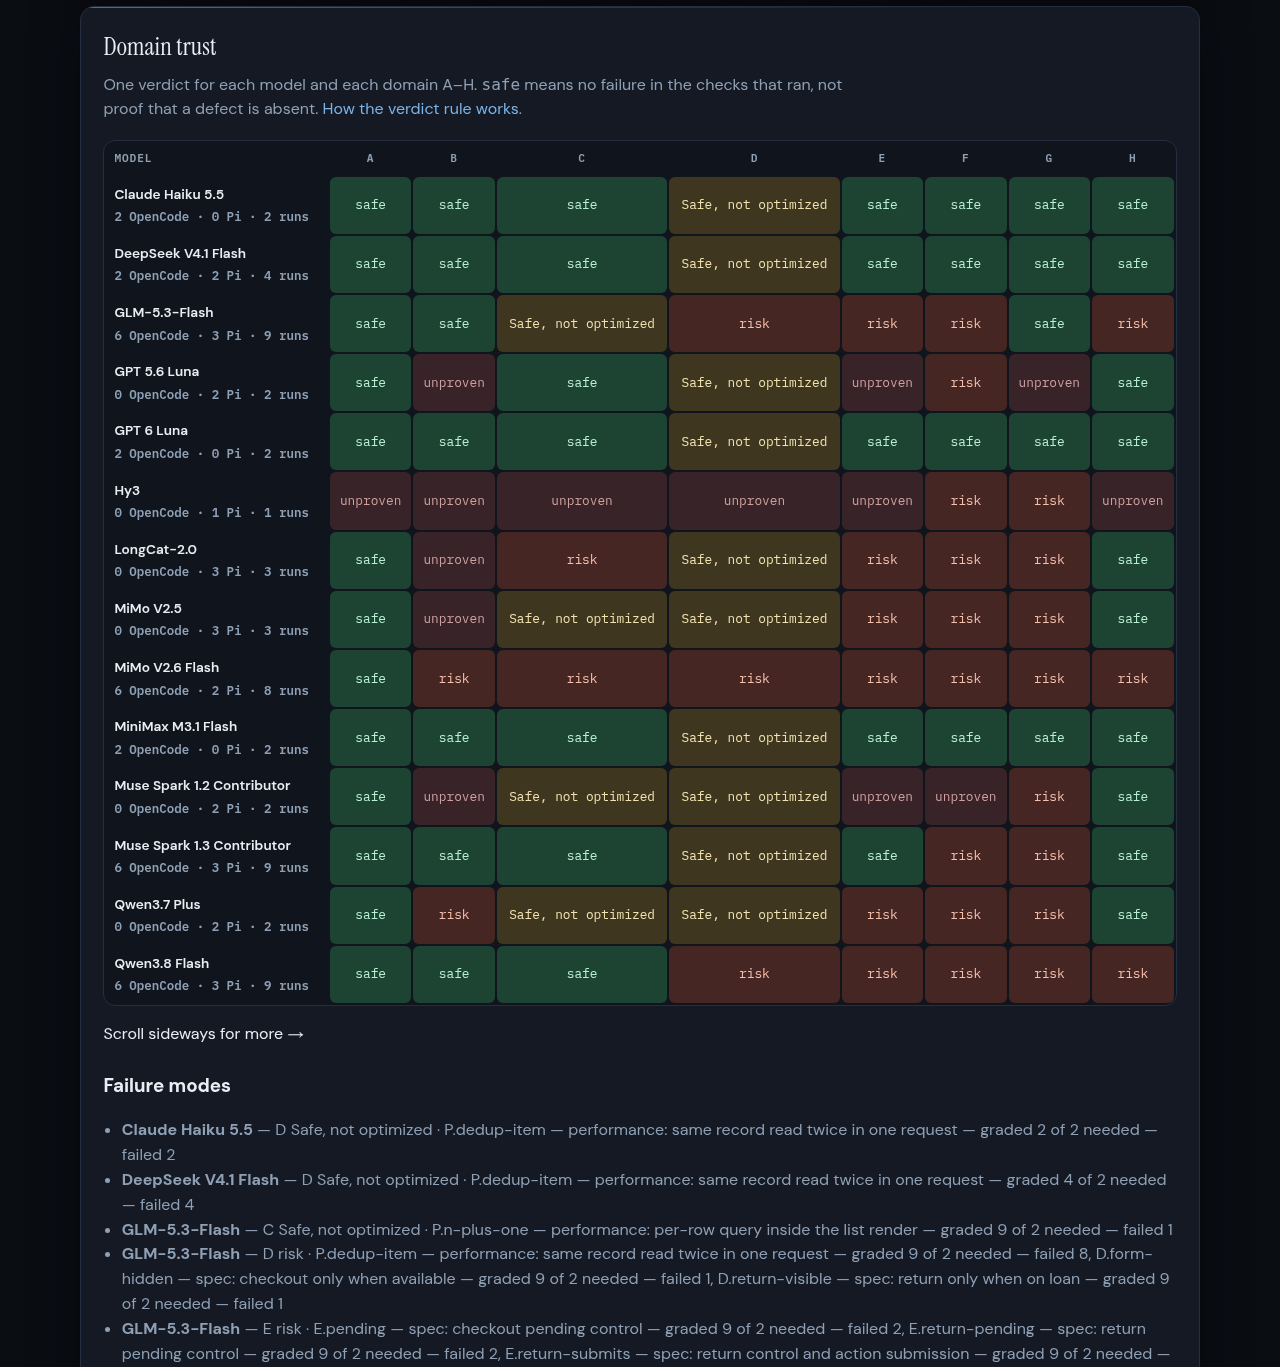 Domain trust
One verdict for each model and each domain A–H. safe means no failure in the checks that ran, not
proof that a defect is absent. How the verdict rule works.
MODEL A B C D E F G H
Claude Haiku 5.5
2 OpenCode · 0 Pi · 2 runs
safe safe safe Safe, not optimized safe safe safe safe
DeepSeek V4.1 Flash
2 OpenCode · 2 Pi · 4 runs
safe safe safe Safe, not optimized safe safe safe safe
GLM-5.3-Flash
6 OpenCode · 3 Pi · 9 runs
safe safe Safe, not optimized risk risk risk safe risk
GPT 5.6 Luna
0 OpenCode · 2 Pi · 2 runs
safe unproven safe Safe, not optimized unproven risk unproven safe
GPT 6 Luna
2 OpenCode · 0 Pi · 2 runs
safe safe safe Safe, not optimized safe safe safe safe
Hy3
0 OpenCode · 1 Pi · 1 runs
unproven unproven unproven unproven unproven risk risk unproven
LongCat-2.0
0 OpenCode · 3 Pi · 3 runs
safe unproven risk Safe, not optimized risk risk risk safe
MiMo V2.5
0 OpenCode · 3 Pi · 3 runs
safe unproven Safe, not optimized Safe, not optimized risk risk risk safe
MiMo V2.6 Flash
6 OpenCode · 2 Pi · 8 runs
safe risk risk risk risk risk risk risk
MiniMax M3.1 Flash
2 OpenCode · 0 Pi · 2 runs
safe safe safe Safe, not optimized safe safe safe safe
Muse Spark 1.2 Contributor
0 OpenCode · 2 Pi · 2 runs
safe unproven Safe, not optimized Safe, not optimized unproven unproven risk safe
Muse Spark 1.3 Contributor
6 OpenCode · 3 Pi · 9 runs
safe safe safe Safe, not optimized safe risk risk safe
Qwen3.7 Plus
0 OpenCode · 2 Pi · 2 runs
safe risk Safe, not optimized Safe, not optimized risk risk risk safe
Qwen3.8 Flash
6 OpenCode · 3 Pi · 9 runs
safe safe safe risk risk risk risk risk
Scroll sideways for more →
Failure modes
• Claude Haiku 5.5 — D Safe, not optimized · P.dedup-item — performance: same record read twice in one request — graded 2 of 2 needed —
failed 2
• DeepSeek V4.1 Flash — D Safe, not optimized · P.dedup-item — performance: same record read twice in one request — graded 4 of 2 needed
— failed 4
• GLM-5.3-Flash — C Safe, not optimized · P.n-plus-one — performance: per-row query inside the list render — graded 9 of 2 needed — failed 1
• GLM-5.3-Flash — D risk · P.dedup-item — performance: same record read twice in one request — graded 9 of 2 needed — failed 8, D.form-
hidden — spec: checkout only when available — graded 9 of 2 needed — failed 1, D.return-visible — spec: return only when on loan — graded 9
of 2 needed — failed 1
• GLM-5.3-Flash — E risk · E.pending — spec: checkout pending control — graded 9 of 2 needed — failed 2, E.return-pending — spec: return
pending control — graded 9 of 2 needed — failed 2, E.return-submits — spec: return control and action submission — graded 9 of 2 needed —